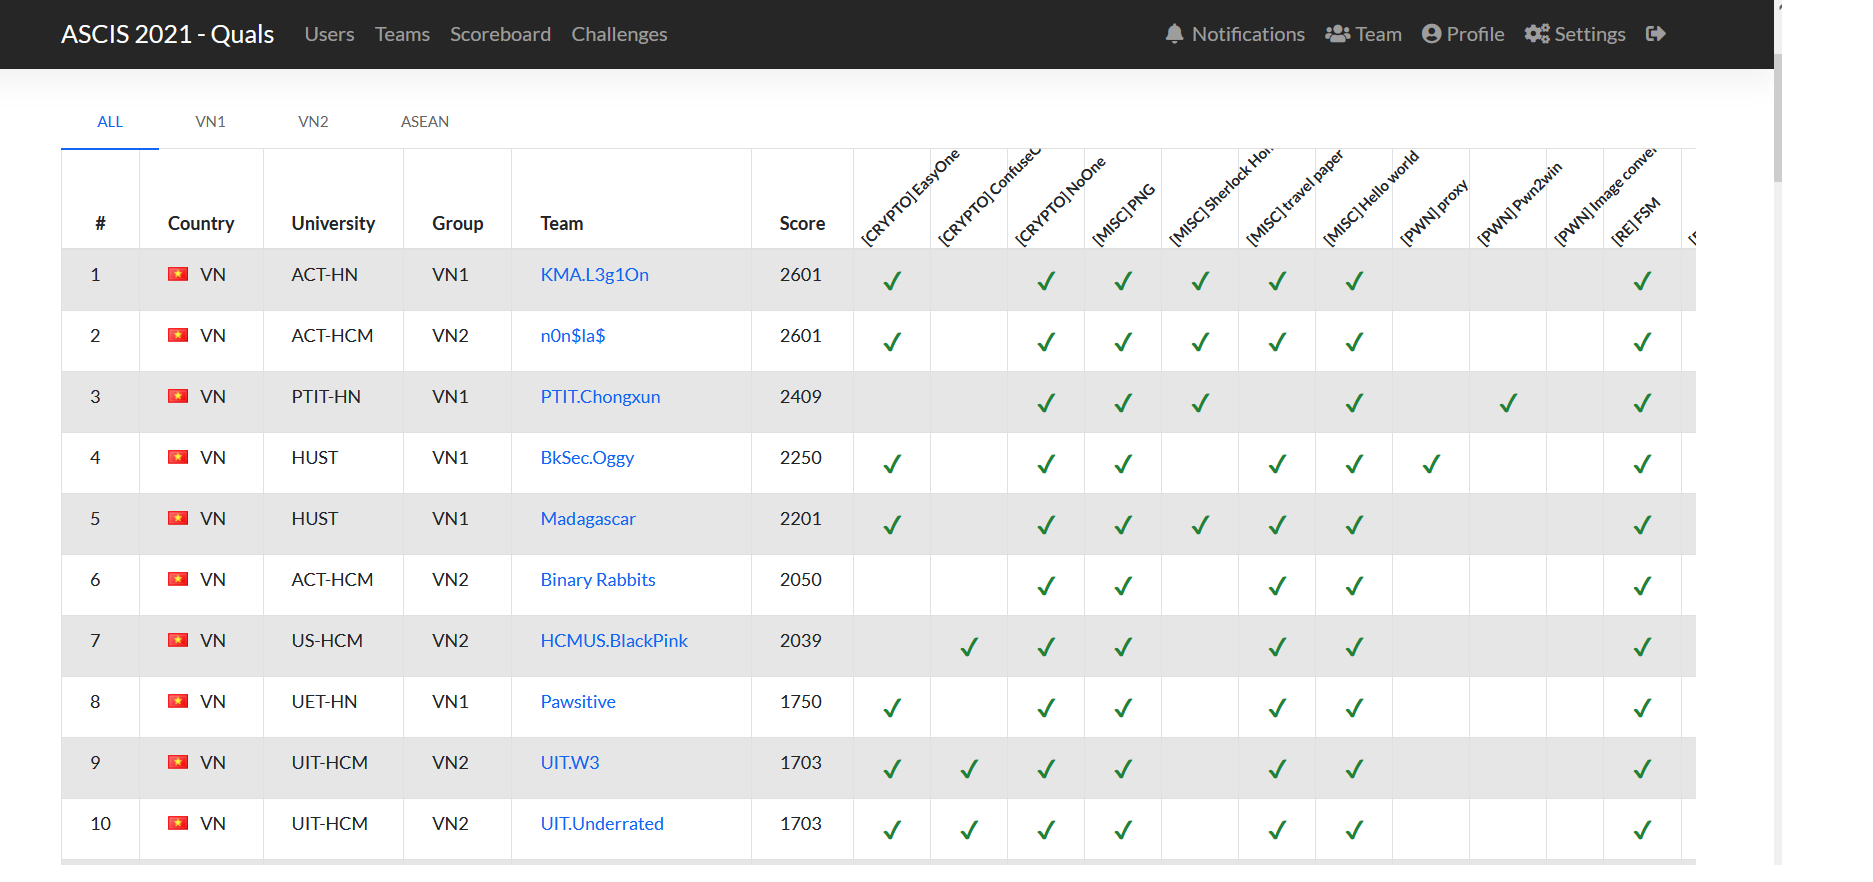 ASCIS 2021 - Quals Users Teams Scoreboard Challenges Notifications Team Profile Settings
ALL VN1 VN2 ASEAN
# Country University Group Team Score [CRYPTO] EasyOne [CRYPTO] ConfuseC [CRYPTO] NoOne [MISC] PNG [MISC] Sherlock Hol [MISC] travel paper [MISC] Hello world [PWN] proxy [PWN] Pwn2win [PWN] Image conver [RE] FSM
1 VN ACT-HN VN1 KMA.L3g1On 2601 ✓ ✓ ✓ ✓ ✓ ✓ ✓
2 VN ACT-HCM VN2 n0n$la$ 2601 ✓ ✓ ✓ ✓ ✓ ✓ ✓
3 VN PTIT-HN VN1 PTIT.Chongxun 2409 ✓ ✓ ✓ ✓ ✓ ✓
4 VN HUST VN1 BkSec.Oggy 2250 ✓ ✓ ✓ ✓ ✓ ✓ ✓
5 VN HUST VN1 Madagascar 2201 ✓ ✓ ✓ ✓ ✓ ✓ ✓
6 VN ACT-HCM VN2 Binary Rabbits 2050 ✓ ✓ ✓ ✓ ✓
7 VN US-HCM VN2 HCMUS.BlackPink 2039 ✓ ✓ ✓ ✓ ✓ ✓
8 VN UET-HN VN1 Pawsitive 1750 ✓ ✓ ✓ ✓ ✓ ✓
9 VN UIT-HCM VN2 UIT.W3 1703 ✓ ✓ ✓ ✓ ✓ ✓ ✓
10 VN UIT-HCM VN2 UIT.Underrated 1703 ✓ ✓ ✓ ✓ ✓ ✓ ✓